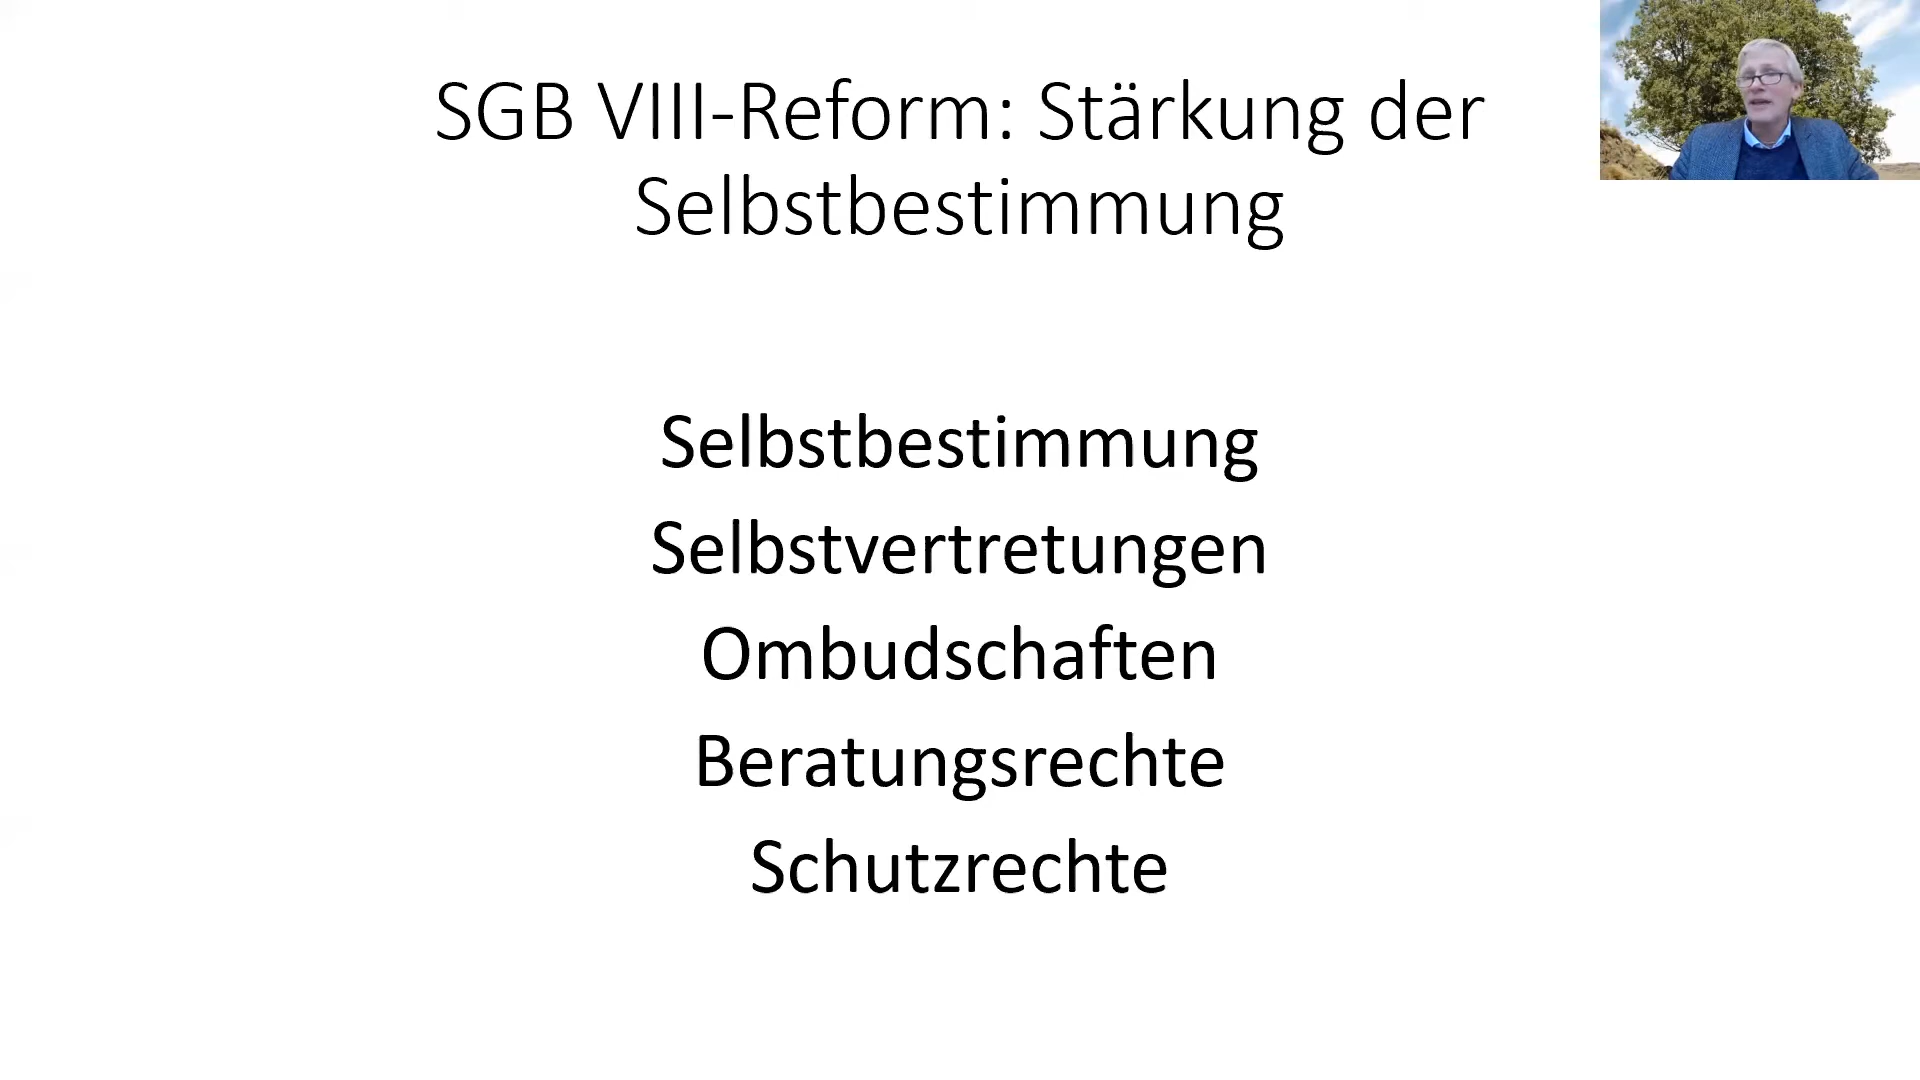 SGB VIII-Reform: Stärkung der
Selbstbestimmung
Selbstbestimmung
Selbstvertretungen
Ombudschaften
Beratungsrechte
Schutzrechte